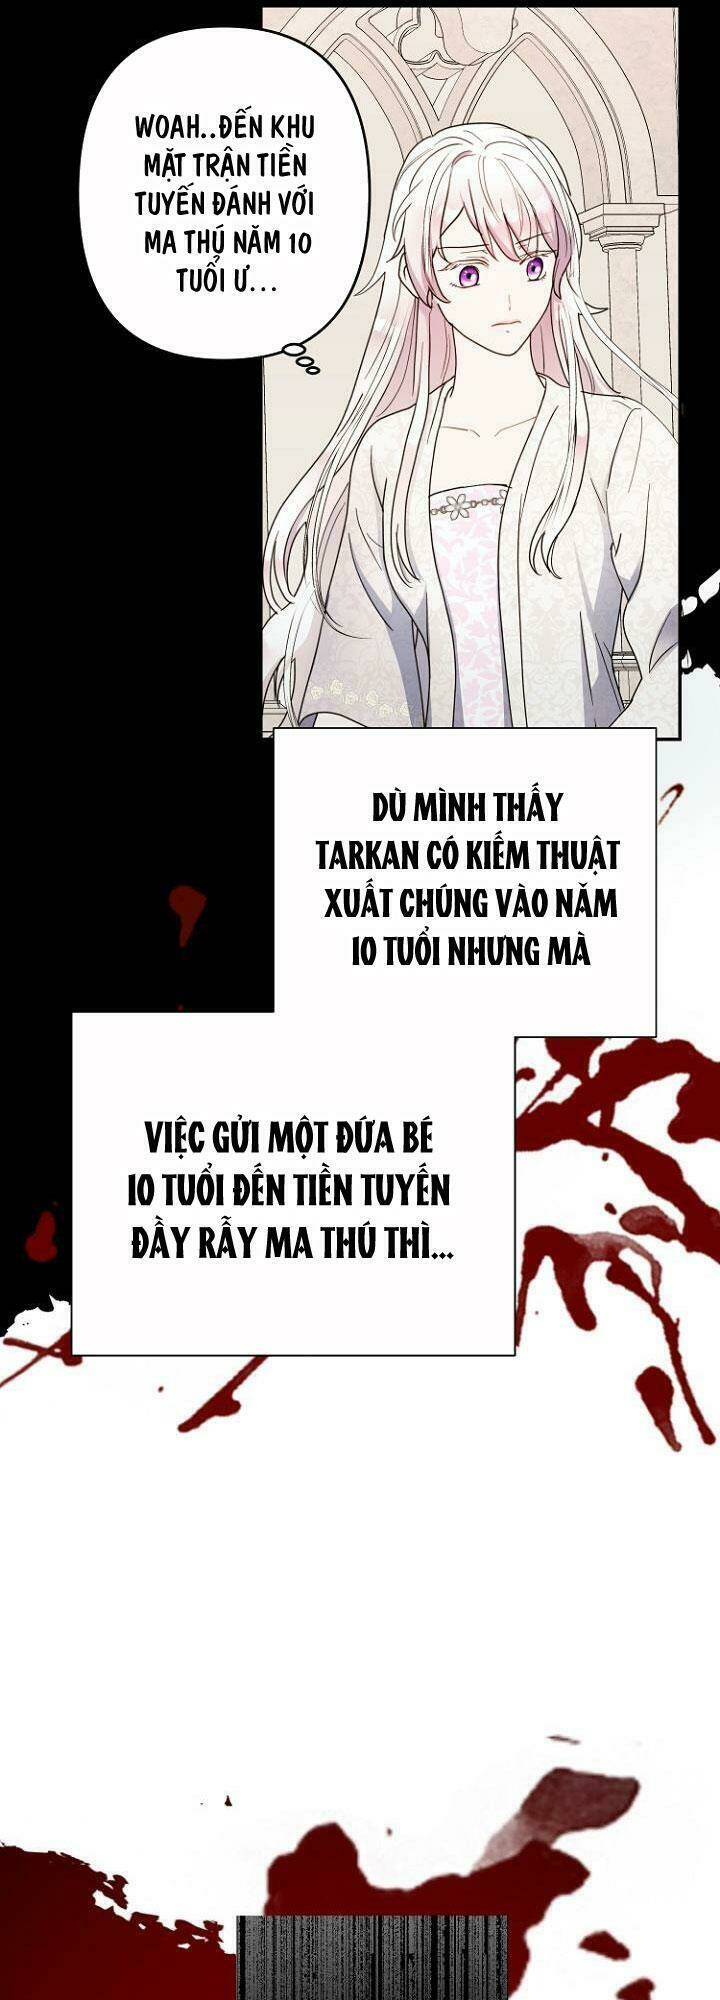 WOAH..ĐẾN KHU
MẶT TRẬN TIỀN
TUYẾN ĐÁNH VỚI
MA THÚ NĂM 10
TUỔI Ư...
DÙ MÌNH THẤY
TARKAN CÓ KIẾM THUẬT
XUẤT CHÚNG VÀO NĂM
10 TUỔI NHƯNG MÀ
VIỆC GỬI MỘT ĐỨA BÉ
10 TUỔI ĐẾN TIỀN TUYẾN
ĐẦY RẪY MA THÚ THÌ...